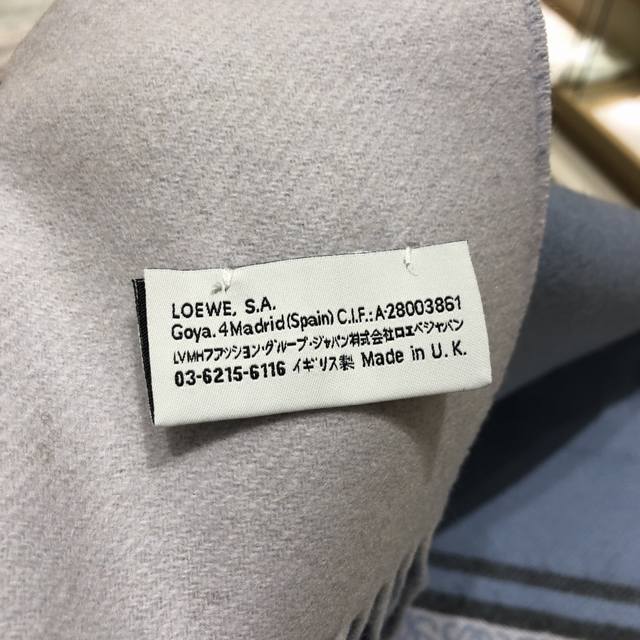 LOEWE, S.A.
Goya. 4 Madrid (Spain) C.I.F.: A-28003861
LVMHファッション・グループ・ジャパン株式会社ロエベジャパン
03-6215-6116 イギリス製 Made in U.K.